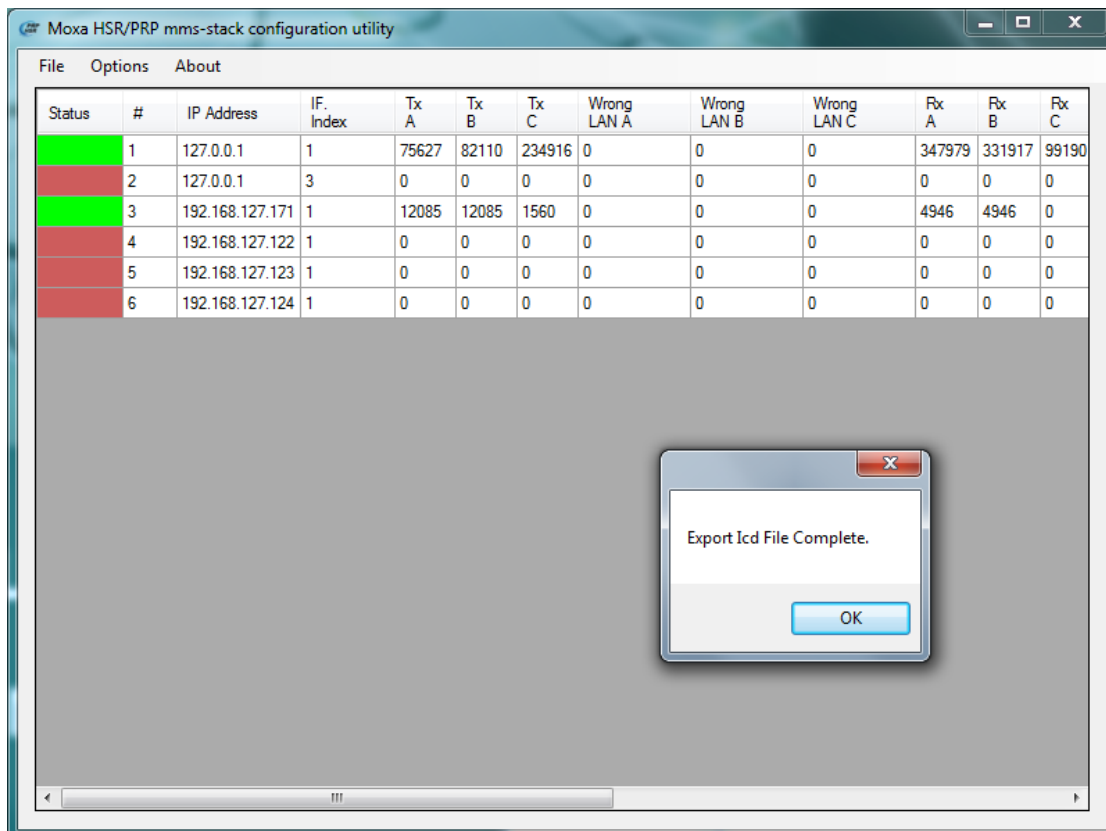 Moxa HSR/PRP mms-stack configuration utility
File Options About
Status # IP Address IF. Index Tx A Tx B Tx C Wrong LAN A Wrong LAN B Wrong LAN C Rx A Rx B Rx C
1 127.0.0.1 1 75627 82110 234916 0 0 0 347979 331917 99190
2 127.0.0.1 3 0 0 0 0 0 0 0 0 0
3 192.168.127.171 1 12085 12085 1560 0 0 0 4946 4946 0
4 192.168.127.122 1 0 0 0 0 0 0 0 0 0
5 192.168.127.123 1 0 0 0 0 0 0 0 0 0
6 192.168.127.124 1 0 0 0 0 0 0 0 0 0
Export Icd File Complete.
OK